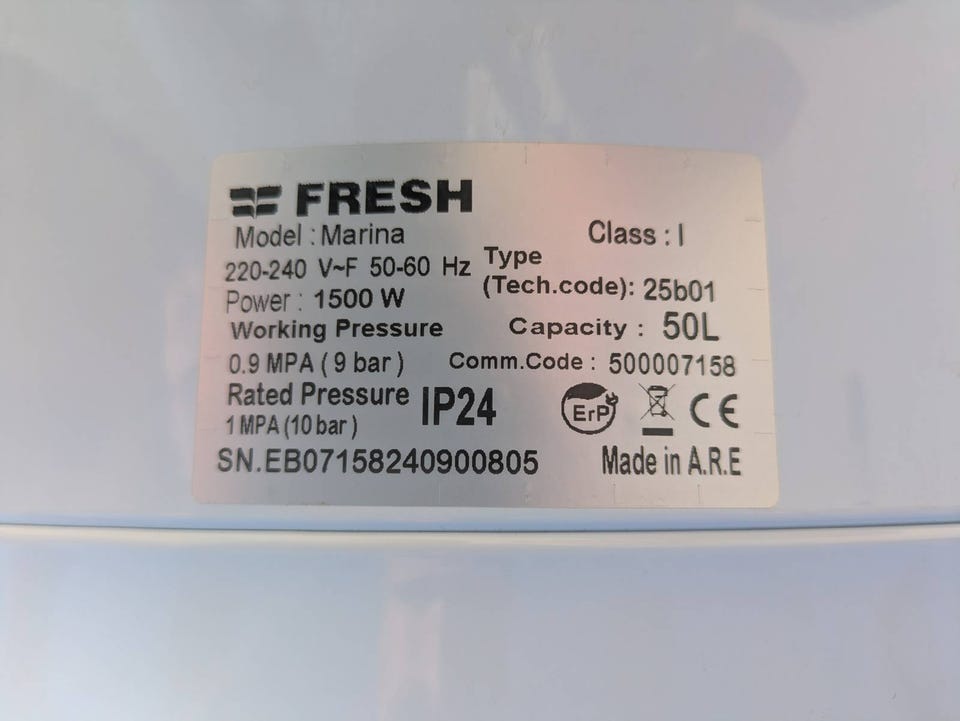 FRESH
Model : Marina
Class : I
220-240 V~F 50-60 Hz
Type
(Tech.code): 25b01
Power : 1500 W
Working Pressure
Capacity : 50L
0.9 MPA ( 9 bar )
Comm.Code : 500007158
Rated Pressure
IP24
ErP
CE
1 MPA (10 bar )
SN.EB07158240900805
Made in A.R.E